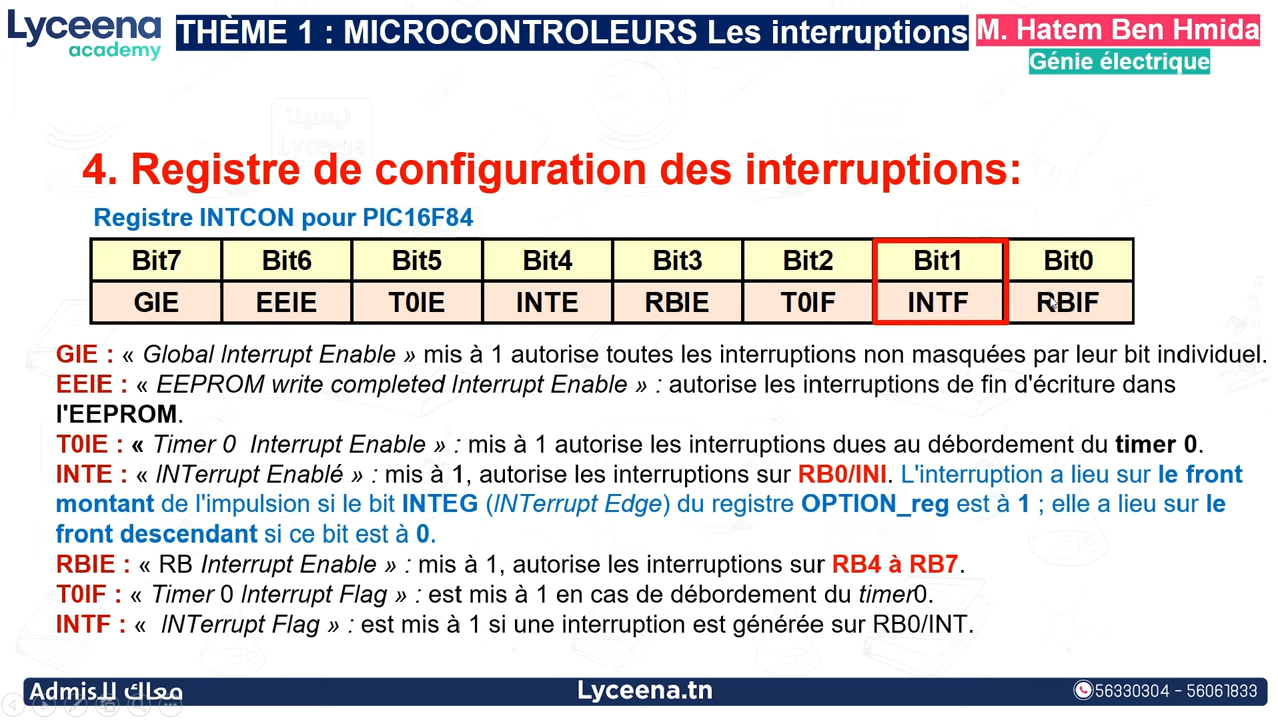 Lyceena
academy
THÈME 1 : MICROCONTROLEURS Les interruptions
M. Hatem Ben Hmida
Génie électrique
4. Registre de configuration des interruptions:
Registre INTCON pour PIC16F84
Bit7 Bit6 Bit5 Bit4 Bit3 Bit2 Bit1 Bit0
GIE EEIE T0IE INTE RBIE T0IF INTF RBIF
GIE : « Global Interrupt Enable » mis à 1 autorise toutes les interruptions non masquées par leur bit individuel.
EEIE : « EEPROM write completed Interrupt Enable » : autorise les interruptions de fin d'écriture dans
l'EEPROM.
T0IE : « Timer 0 Interrupt Enable » : mis à 1 autorise les interruptions dues au débordement du timer 0.
INTE : « INTerrupt Enablé » : mis à 1, autorise les interruptions sur RB0/INI. L'interruption a lieu sur le front
montant de l'impulsion si le bit INTEG (INTerrupt Edge) du registre OPTION_reg est à 1 ; elle a lieu sur le
front descendant si ce bit est à 0.
RBIE : « RB Interrupt Enable » : mis à 1, autorise les interruptions sur RB4 à RB7.
T0IF : « Timer 0 Interrupt Flag » : est mis à 1 en cas de débordement du timer0.
INTF : « INTerrupt Flag » : est mis à 1 si une interruption est générée sur RB0/INT.
Admis معاك لل
Lyceena.tn
56330304 - 56061833